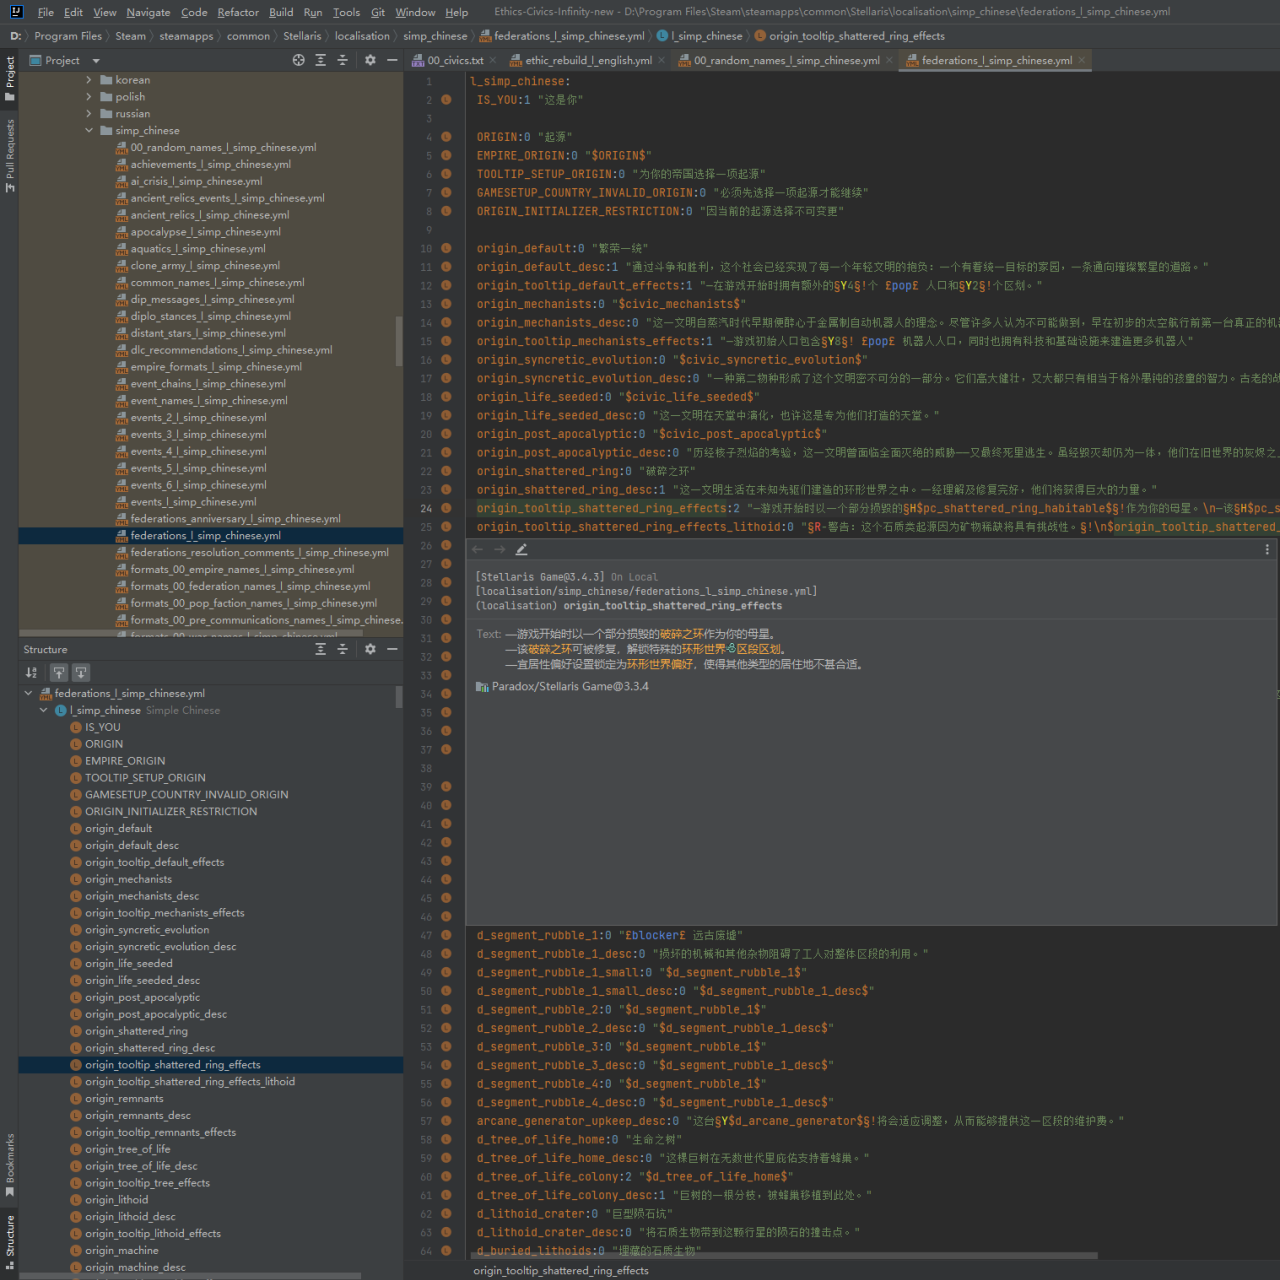 File Edit View Navigate Code Refactor Build Run Tools Git Window Help Ethics-Civics-Infinity-new - D:\Program Files\Steam\steamapps\common\Stellaris\localisation\simp_chinese\federations_l_simp_chinese.yml
D: Program Files Steam steamapps common Stellaris localisation simp_chinese federations_l_simp_chinese.yml l_simp_chinese origin_tooltip_shattered_ring_effects
Project
00_civics.txt ethic_rebuild_l_english.yml 00_random_names_l_simp_chinese.yml federations_l_simp_chinese.yml
Project
Pull Requests
Bookmarks
Structure
korean
polish
russian
simp_chinese
00_random_names_l_simp_chinese.yml
achievements_l_simp_chinese.yml
ai_crisis_l_simp_chinese.yml
ancient_relics_events_l_simp_chinese.yml
ancient_relics_l_simp_chinese.yml
apocalypse_l_simp_chinese.yml
aquatics_l_simp_chinese.yml
clone_army_l_simp_chinese.yml
common_names_l_simp_chinese.yml
dip_messages_l_simp_chinese.yml
diplo_stances_l_simp_chinese.yml
distant_stars_l_simp_chinese.yml
dlc_recommendations_l_simp_chinese.yml
empire_formats_l_simp_chinese.yml
event_chains_l_simp_chinese.yml
event_names_l_simp_chinese.yml
events_2_l_simp_chinese.yml
events_3_l_simp_chinese.yml
events_4_l_simp_chinese.yml
events_5_l_simp_chinese.yml
events_6_l_simp_chinese.yml
events_l_simp_chinese.yml
federations_anniversary_l_simp_chinese.yml
federations_l_simp_chinese.yml
federations_resolution_comments_l_simp_chinese.yml
formats_00_empire_names_l_simp_chinese.yml
formats_00_federation_names_l_simp_chinese.yml
formats_00_pop_faction_names_l_simp_chinese.yml
formats_00_pre_communications_names_l_simp_chinese.
formats_00_war_names_l_simp_chinese.yml
Structure
federations_l_simp_chinese.yml
l_simp_chinese Simple Chinese
IS_YOU
ORIGIN
EMPIRE_ORIGIN
TOOLTIP_SETUP_ORIGIN
GAMESETUP_COUNTRY_INVALID_ORIGIN
ORIGIN_INITIALIZER_RESTRICTION
origin_default
origin_default_desc
origin_tooltip_default_effects
origin_mechanists
origin_mechanists_desc
origin_tooltip_mechanists_effects
origin_syncretic_evolution
origin_syncretic_evolution_desc
origin_life_seeded
origin_life_seeded_desc
origin_post_apocalyptic
origin_post_apocalyptic_desc
origin_shattered_ring
origin_shattered_ring_desc
origin_tooltip_shattered_ring_effects
origin_tooltip_shattered_ring_effects_lithoid
origin_remnants
origin_remnants_desc
origin_tooltip_remnants_effects
origin_tree_of_life
origin_tree_of_life_desc
origin_tooltip_tree_effects
origin_lithoid
origin_lithoid_desc
origin_tooltip_lithoid_effects
origin_machine
origin_machine_desc
1 l_simp_chinese:
2 IS_YOU:1 "这是你"
3
4 ORIGIN:0 "起源"
5 EMPIRE_ORIGIN:0 "$ORIGIN$"
6 TOOLTIP_SETUP_ORIGIN:0 "为你的帝国选择一项起源"
7 GAMESETUP_COUNTRY_INVALID_ORIGIN:0 "必须先选择一项起源才能继续"
8 ORIGIN_INITIALIZER_RESTRICTION:0 "因当前的起源选择不可变更"
9
10 origin_default:0 "繁荣一统"
11 origin_default_desc:1 "通过斗争和胜利，这个社会已经实现了每一个年轻文明的抱负：一个有着统一目标的家园，一条通向璀璨繁星的道路。"
12 origin_tooltip_default_effects:1 "—在游戏开始时拥有额外的§Y4§!个 £pop£ 人口和§Y2§!个区划。"
13 origin_mechanists:0 "$civic_mechanists$"
14 origin_mechanists_desc:0 "这一文明自蒸汽时代早期便醉心于金属制自动机器人的理念。尽管许多人认为不可能做到，早在初步的太空航行前第一台真正的机
15 origin_tooltip_mechanists_effects:1 "—游戏初始人口包含§Y8§! £pop£ 机器人人口，同时也拥有科技和基础设施来建造更多机器人"
16 origin_syncretic_evolution:0 "$civic_syncretic_evolution$"
17 origin_syncretic_evolution_desc:0 "一种第二物种形成了这个文明密不可分的一部分。它们高大健壮，又大都只有相当于格外愚钝的孩童的智力。古老的战
18 origin_life_seeded:0 "$civic_life_seeded$"
19 origin_life_seeded_desc:0 "这一文明在天堂中演化，也许这是专为他们打造的天堂。"
20 origin_post_apocalyptic:0 "$civic_post_apocalyptic$"
21 origin_post_apocalyptic_desc:0 "历经核子烈焰的考验，这一文明曾面临全面灭绝的威胁——又最终死里逃生。虽经毁灭却仍为一体，他们在旧世界的灰烬之
22 origin_shattered_ring:0 "破碎之环"
23 origin_shattered_ring_desc:1 "这一文明生活在未知先驱们建造的环形世界之中。一经理解及修复完好，他们将获得巨大的力量。"
24 origin_tooltip_shattered_ring_effects:2 "—游戏开始时以一个部分损毁的§H$pc_shattered_ring_habitable$§!作为你的母星。\n—该§H$pc_s
25 origin_tooltip_shattered_ring_effects_lithoid:0 "§R-警告：这个石质类起源因为矿物稀缺将具有挑战性。§!\n$origin_tooltip_shattered_
26
27
28
29
30
31
32
33
34
35
36
37
38
39
40
41
42
43
44
45
46
[Stellaris Game@3.4.3] On Local
[localisation/simp_chinese/federations_l_simp_chinese.yml]
(localisation) origin_tooltip_shattered_ring_effects
Text: —游戏开始时以一个部分损毁的破碎之环作为你的母星。
—该破碎之环可被修复，解锁特殊的环形世界区段区划。
—宜居性偏好设置锁定为环形世界偏好，使得其他类型的居住地不甚合适。
Paradox/Stellaris Game@3.3.4
47 d_segment_rubble_1:0 "£blocker£ 远古废墟"
48 d_segment_rubble_1_desc:0 "损坏的机械和其他杂物阻碍了工人对整体区段的利用。"
49 d_segment_rubble_1_small:0 "$d_segment_rubble_1$"
50 d_segment_rubble_1_small_desc:0 "$d_segment_rubble_1_desc$"
51 d_segment_rubble_2:0 "$d_segment_rubble_1$"
52 d_segment_rubble_2_desc:0 "$d_segment_rubble_1_desc$"
53 d_segment_rubble_3:0 "$d_segment_rubble_1$"
54 d_segment_rubble_3_desc:0 "$d_segment_rubble_1_desc$"
55 d_segment_rubble_4:0 "$d_segment_rubble_1$"
56 d_segment_rubble_4_desc:0 "$d_segment_rubble_1_desc$"
57 arcane_generator_upkeep_desc:0 "这台§Y$d_arcane_generator$§!将会适应调整，从而能够提供这一区段的维护费。"
58 d_tree_of_life_home:0 "生命之树"
59 d_tree_of_life_home_desc:0 "这棵巨树在无数世代里庇佑支持着蜂巢。"
60 d_tree_of_life_colony:2 "$d_tree_of_life_home$"
61 d_tree_of_life_colony_desc:1 "巨树的一根分枝，被蜂巢移植到此处。"
62 d_lithoid_crater:0 "巨型陨石坑"
63 d_lithoid_crater_desc:0 "将石质生物带到这颗行星的陨石的撞击点。"
64 d_buried_lithoids:0 "埋藏的石质生物"
origin_tooltip_shattered_ring_effects